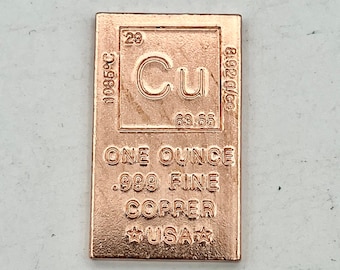 29
1085°C
Cu
8.92G/CC
63.55
ONE OUNCE
.999 FINE
COPPER
★USA★